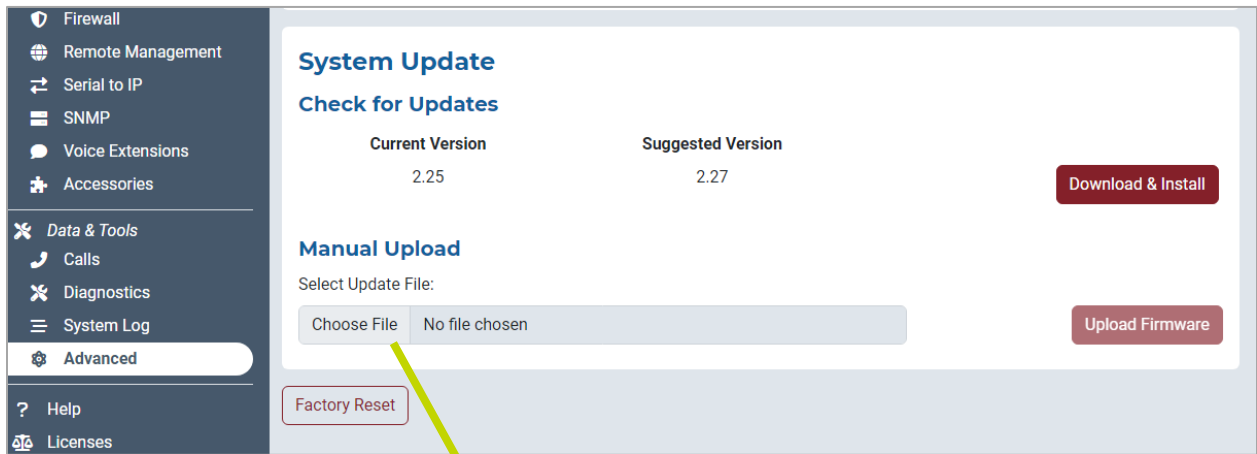 Firewall
Remote Management
Serial to IP
SNMP
Voice Extensions
Accessories
Data & Tools
Calls
Diagnostics
System Log
Advanced
Help
Licenses
System Update
Check for Updates
Current Version Suggested Version
2.25 2.27 Download & Install
Manual Upload
Select Update File:
Choose File No file chosen Upload Firmware
Factory Reset